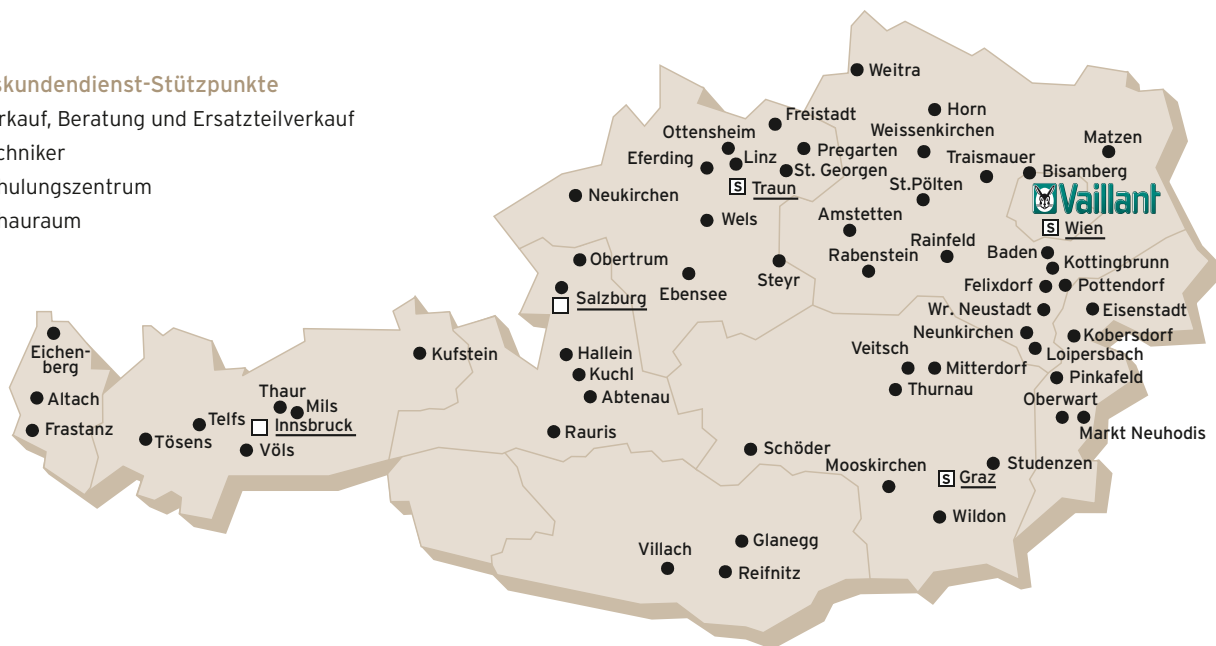 skundendienst-Stützpunkte
rkauf, Beratung und Ersatzteilverkauf
chniker
hulungszentrum
hauraum
Weitra
Horn
Freistadt
Weissenkirchen
Ottensheim
Matzen
Pregarten
Eferding
Linz
Traismauer
St. Georgen
Bisamberg
St.Pölten
S Traun
Neukirchen
Vaillant
Amstetten
Wels
S Wien
Rainfeld
Baden
Rabenstein
Obertrum
Kottingbrunn
Steyr
Felixdorf
Pottendorf
Ebensee
Salzburg
Wr. Neustadt
Eisenstadt
Neunkirchen
Kobersdorf
Veitsch
Eichen-
berg
Kufstein
Hallein
Loipersbach
Mitterdorf
Kuchl
Pinkafeld
Thurnau
Thaur
Abtenau
Altach
Mils
Oberwart
Telfs
Innsbruck
Frastanz
Rauris
Markt Neuhodis
Tösens
Völs
Schöder
Mooskirchen
Studenzen
S Graz
Wildon
Glanegg
Villach
Reifnitz